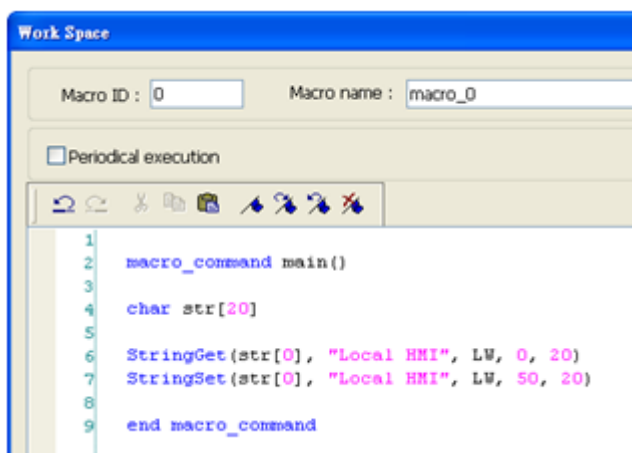 Work Space
Macro ID : 0 Macro name : macro_0
Periodical execution
1
2 macro_command main()
3
4 char str[20]
5
6 StringGet(str[0], "Local HMI", LW, 0, 20)
7 StringSet(str[0], "Local HMI", LW, 50, 20)
8
9 end macro_command